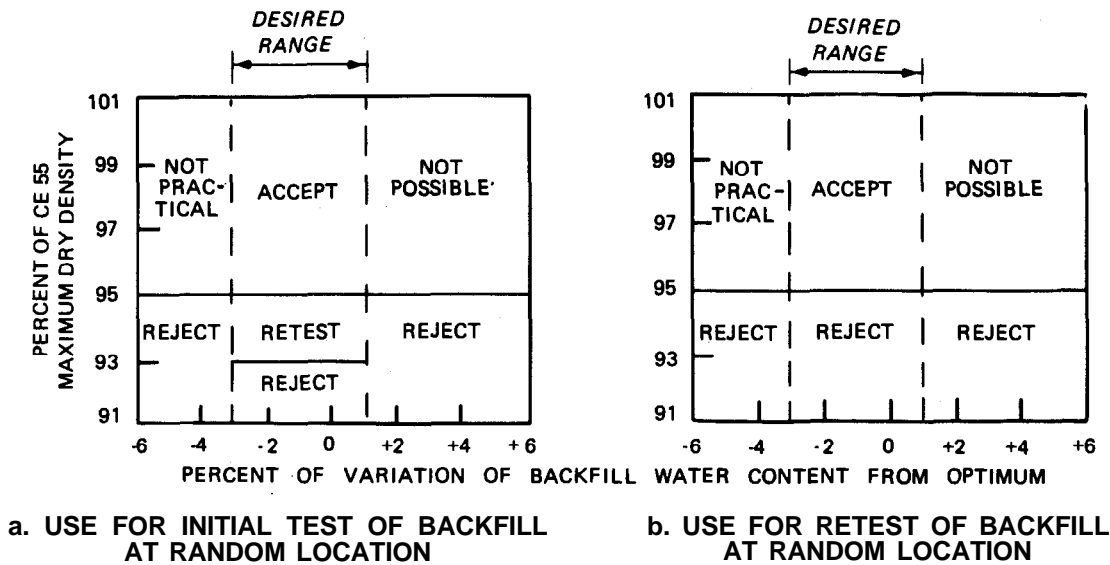 DESIRED
RANGE
PERCENT OF CE 55
MAXIMUM DRY DENSITY
101
99
97
95
93
91
NOT
PRAC-
TICAL
ACCEPT
NOT
POSSIBLE
REJECT
RETEST
REJECT
REJECT
-6
-4
-2
0
+2
+4
+6
DESIRED
RANGE
101
99
97
95
93
91
NOT
PRAC-
TICAL
ACCEPT
NOT
POSSIBLE
REJECT
REJECT
REJECT
-6
-4
-2
0
+2
+4
+6
PERCENT OF VARIATION OF BACKFILL WATER CONTENT FROM OPTIMUM
a. USE FOR INITIAL TEST OF BACKFILL
AT RANDOM LOCATION
b. USE FOR RETEST OF BACKFILL
AT RANDOM LOCATION